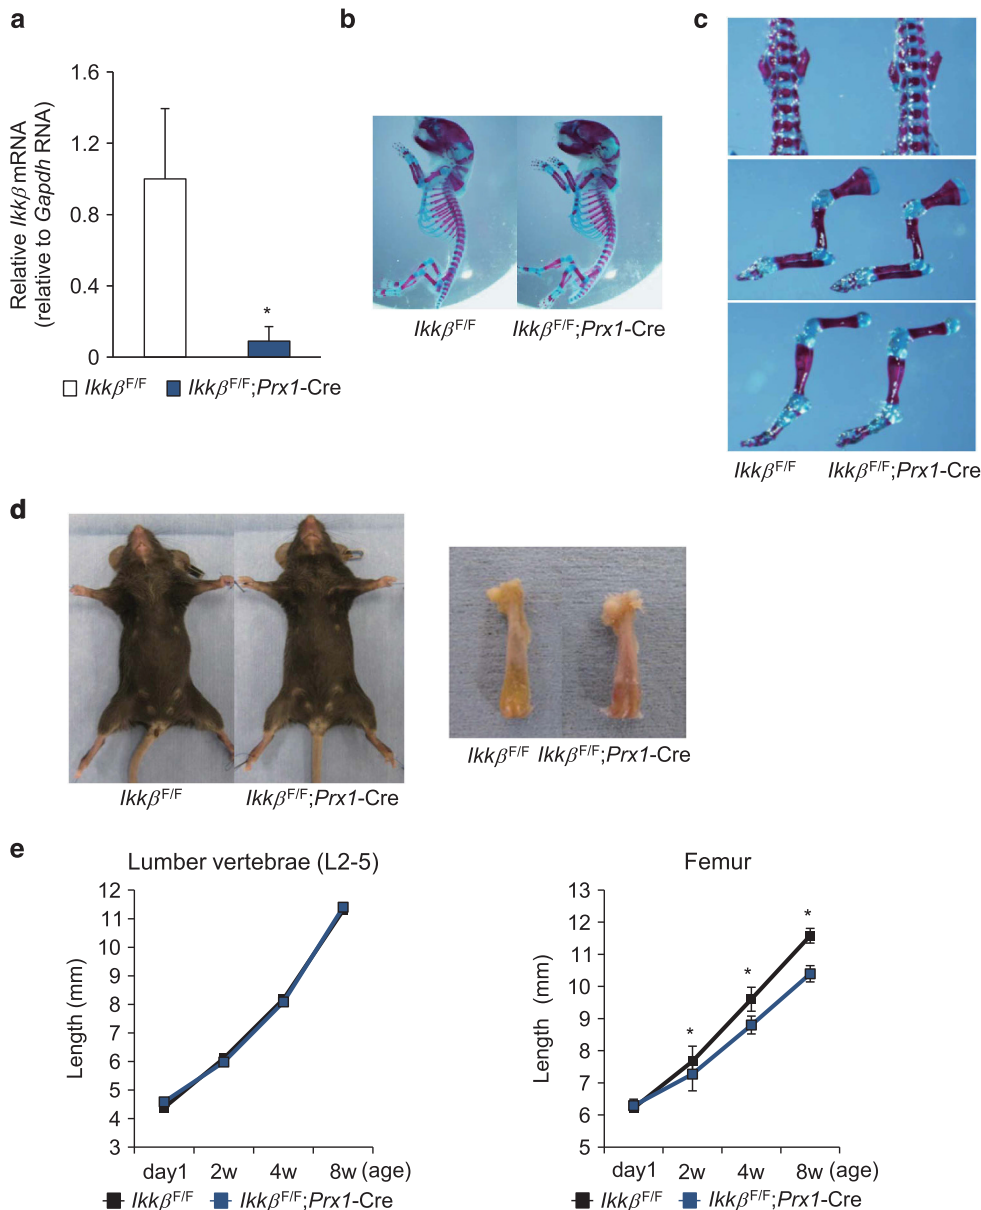 a
Relative Ikkβ mRNA
(relative to Gapdh RNA)
1.6
1.2
0.8
0.4
0
*
Ikkβ^F/F Ikkβ^F/F;Prx1-Cre
b
Ikkβ^F/F Ikkβ^F/F;Prx1-Cre
c
Ikkβ^F/F Ikkβ^F/F;Prx1-Cre
d
Ikkβ^F/F Ikkβ^F/F;Prx1-Cre
Ikkβ^F/F Ikkβ^F/F;Prx1-Cre
e
Lumber vertebrae (L2-5)
Length (mm)
12
11
10
9
8
7
6
5
4
3
day1 2w 4w 8w (age)
Ikkβ^F/F Ikkβ^F/F;Prx1-Cre
Femur
Length (mm)
13
12
11
10
9
8
7
6
5
*
*
*
day1 2w 4w 8w (age)
Ikkβ^F/F Ikkβ^F/F;Prx1-Cre